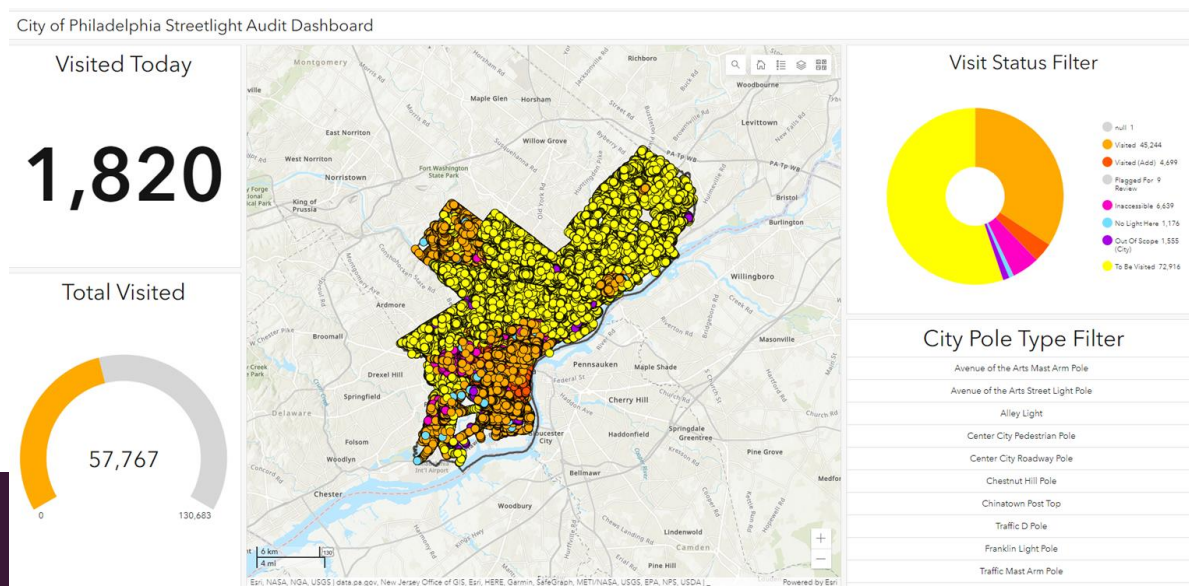 City of Philadelphia Streetlight Audit Dashboard
Visited Today
1,820
Total Visited
57,767
0
130,683
Montgomery
Richboro
Woodbourne
Maple Glen
Horsham
Levittown
East Norriton
Willow Grove
West Norriton
Norristown
Fort Washington
State Park
King of
Prussia
Bristol
Burlington
Willingboro
Ardmore
Broomall
Masonville
Drexel Hill
Pennsauken
Maple Shade
Springfield
Cherry Hill
Delaware
Folsom
Haddonfield
Springdale
Greentree
Woodlyn
Pine Grove
Bellmawr
Chester
Woodbury
Lindenwold
Camden
Pine Hill
6 km
4 mi
Esri, NASA, NGA, USGS | data.pa.gov, New Jersey Office of GIS, Esri, HERE, Garmin, SafeGraph, METI/NASA, USGS, EPA, NPS, USDA |
Powered by Esri
Visit Status Filter
null 1
Visited 45,244
Visited (Add) 4,699
Flagged For 9
Review
Inaccessible 6,639
No Light Here 1,176
Out Of Scope 1,555
(City)
To Be Visited 72,916
City Pole Type Filter
Avenue of the Arts Mast Arm Pole
Avenue of the Arts Street Light Pole
Alley Light
Center City Pedestrian Pole
Center City Roadway Pole
Chestnut Hill Pole
Chinatown Post Top
Traffic D Pole
Franklin Light Pole
Traffic Mast Arm Pole